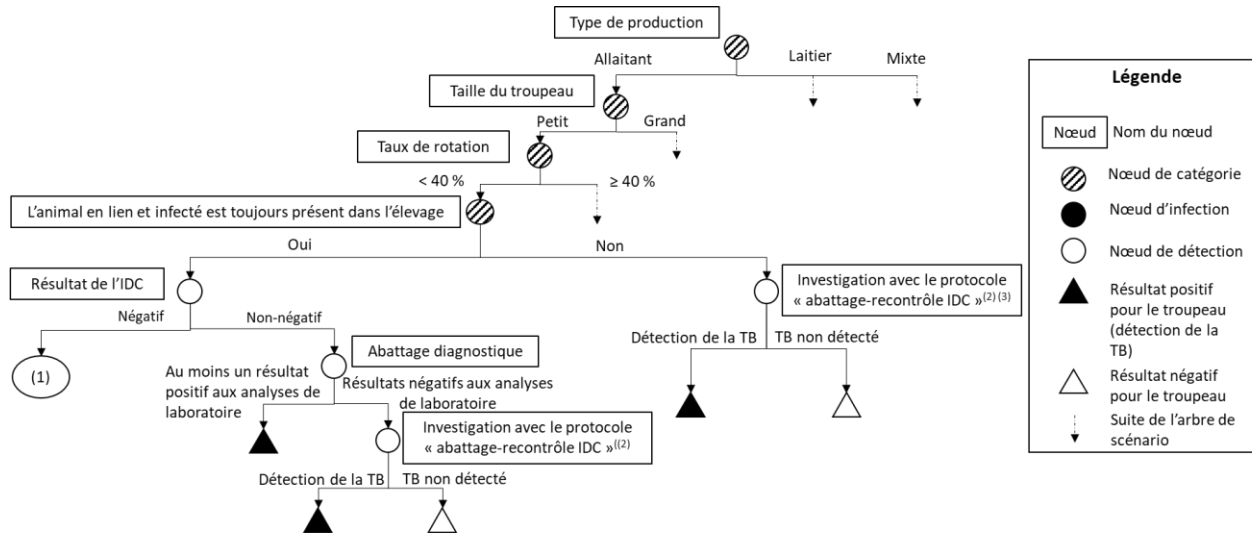 Type de production
Allaitant
Laitier
Mixte
Taille du troupeau
Petit
Grand
Taux de rotation
< 40 %
≥ 40 %
L'animal en lien et infecté est toujours présent dans l'élevage
Oui
Non
Résultat de l'IDC
Négatif
Non-négatif
(1)
Abattage diagnostique
Au moins un résultat
positif aux analyses de
laboratoire
Résultats négatifs aux analyses
de laboratoire
Investigation avec le protocole
« abattage-recontrôle IDC »((2)
Détection de la TB
TB non détecté
Investigation avec le protocole
« abattage-recontrôle IDC »(2) (3)
Détection de la TB
TB non détecté
Légende
Nœud
Nom du nœud
Nœud de catégorie
Nœud d'infection
Nœud de détection
Résultat positif
pour le troupeau
(détection de la
TB)
Résultat négatif
pour le troupeau
Suite de l'arbre de
scénario